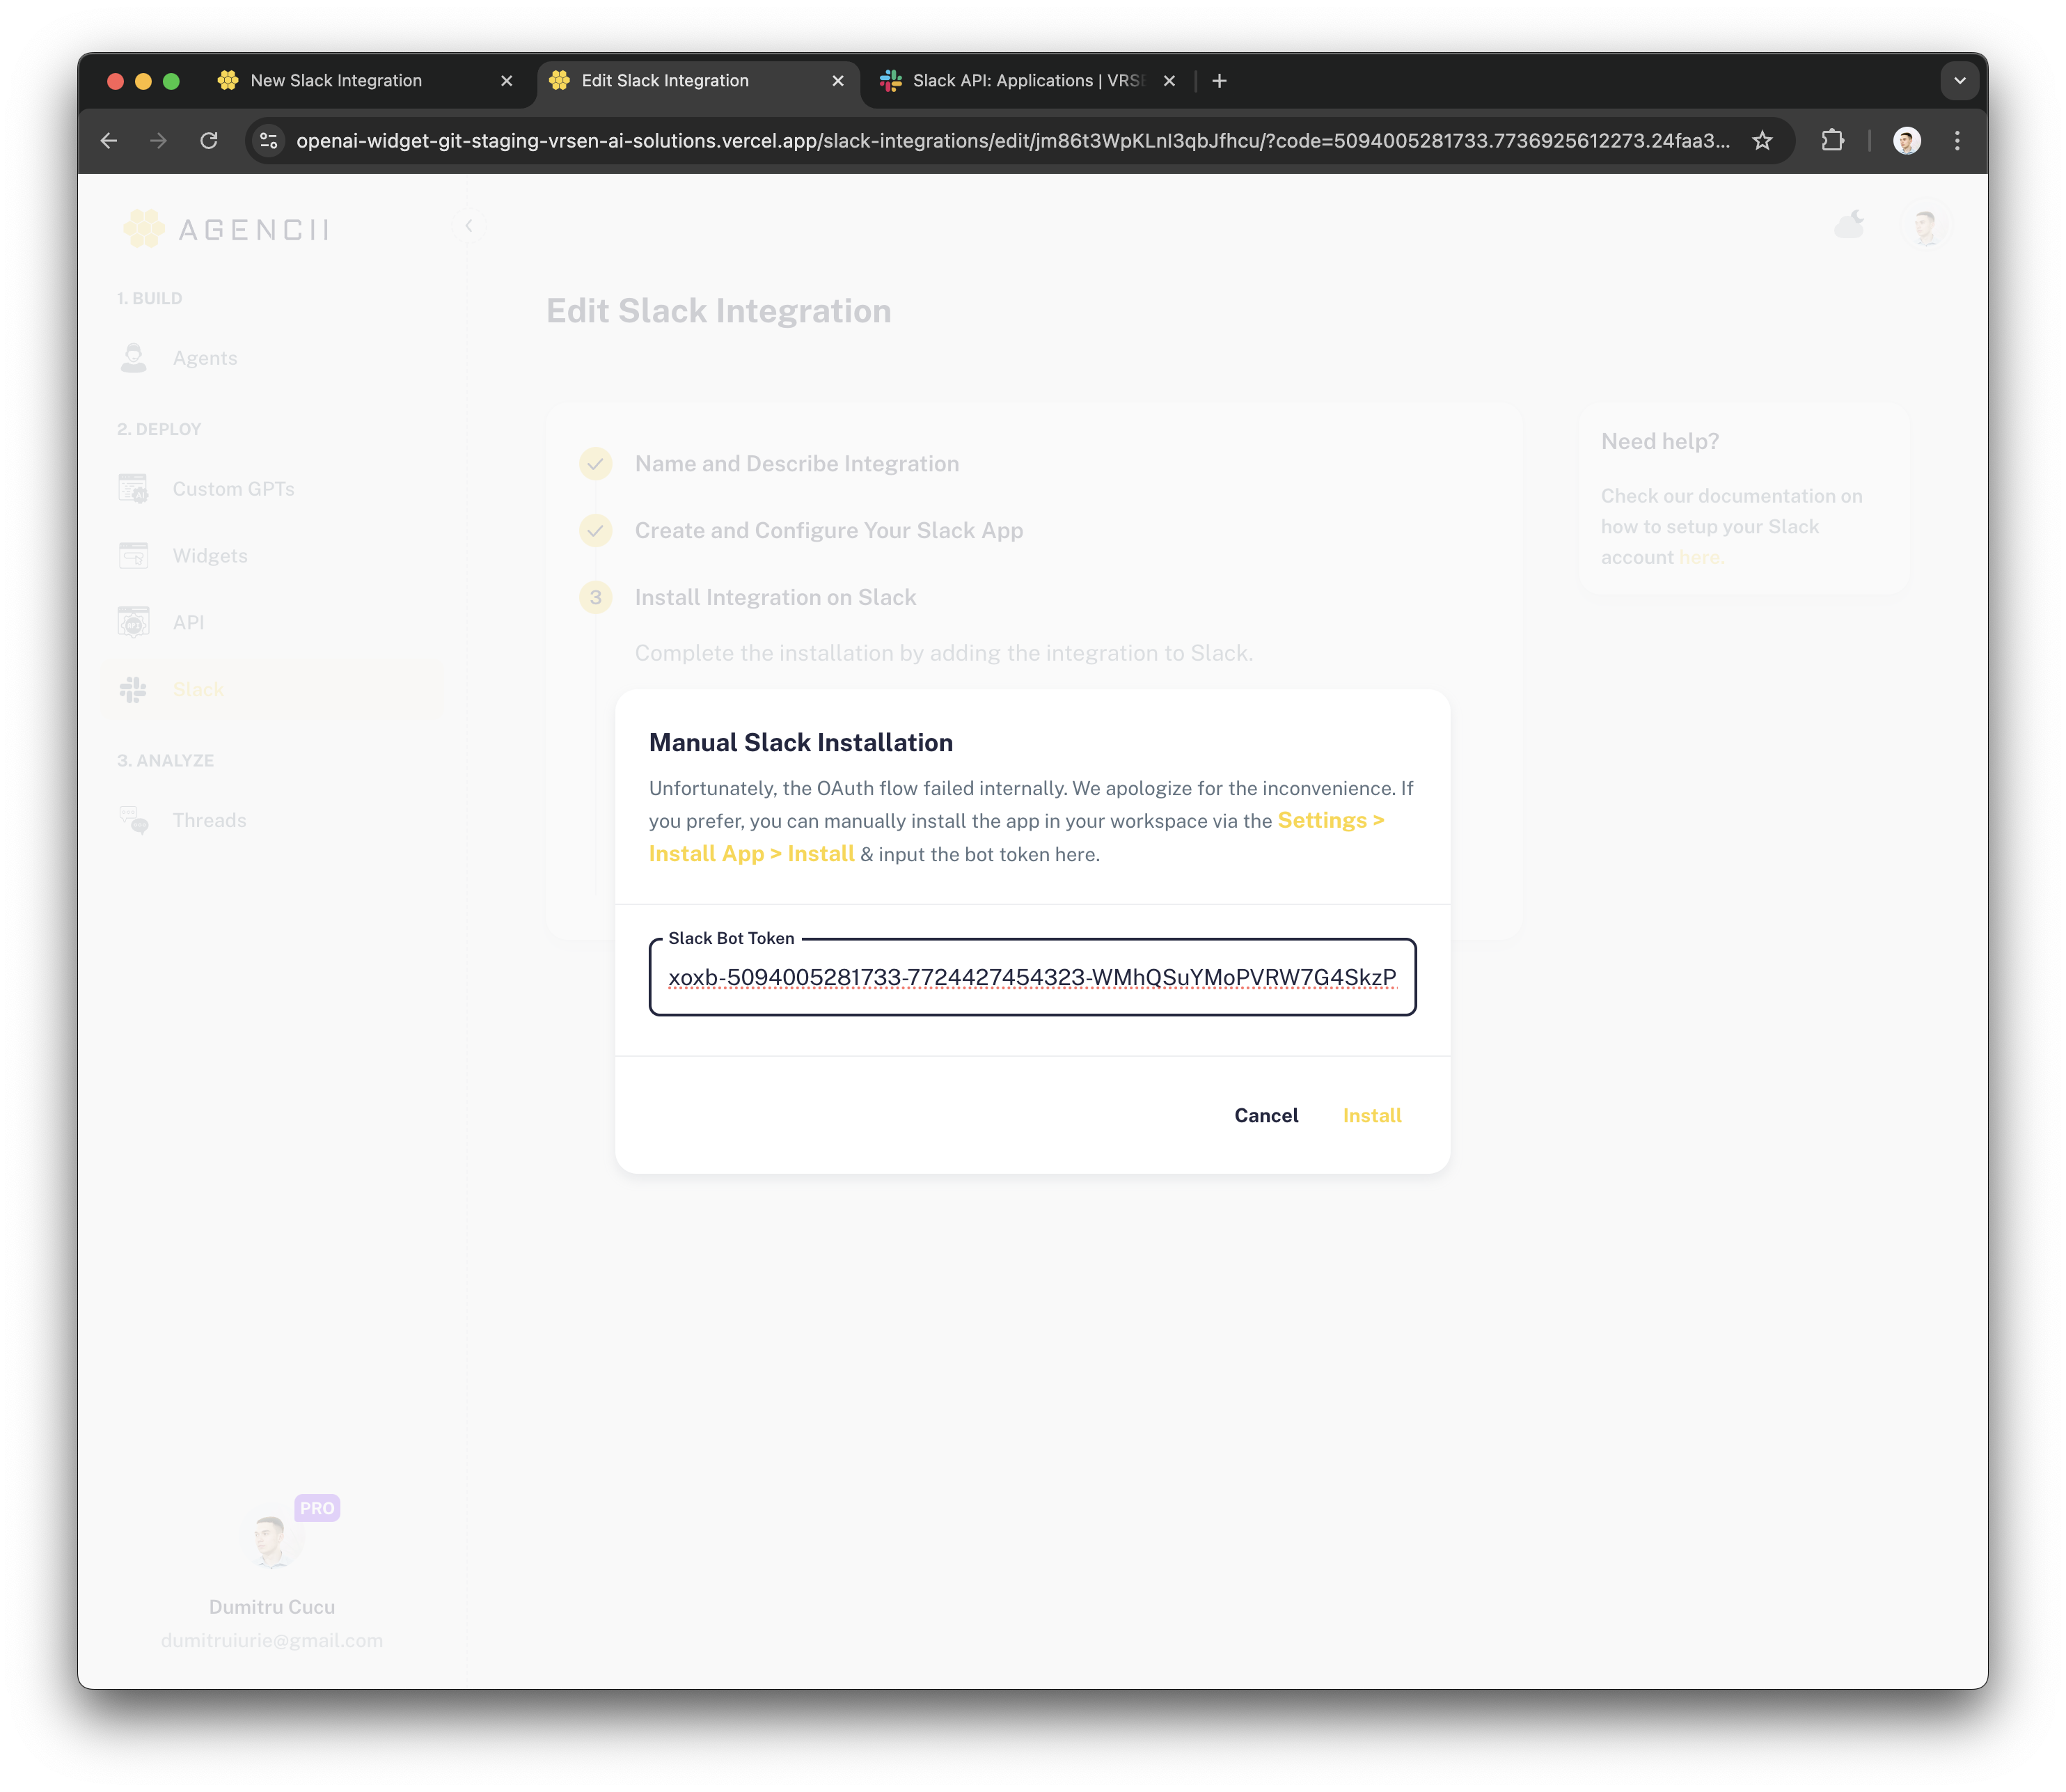 New Slack Integration
Edit Slack Integration
Slack API: Applications | VRSE
openai-widget-git-staging-vrsen-ai-solutions.vercel.app/slack-integrations/edit/jm86t3WpKLnI3qbJfhcu/?code=5094005281733.7736925612273.24faa3...
AGENCII
1. BUILD
Agents
2. DEPLOY
Custom GPTs
Widgets
API
Slack
3. ANALYZE
Threads
PRO
Dumitru Cucu
dumitruiurie@gmail.com
Edit Slack Integration
Name and Describe Integration
Create and Configure Your Slack App
3 Install Integration on Slack
Complete the installation by adding the integration to Slack.
Need help?
Check our documentation on
how to setup your Slack
account here.
Manual Slack Installation
Unfortunately, the OAuth flow failed internally. We apologize for the inconvenience. If
you prefer, you can manually install the app in your workspace via the Settings >
Install App > Install & input the bot token here.
Slack Bot Token
xoxb-5094005281733-7724427454323-WMhQSuYMoPVRW7G4SkzP
Cancel
Install